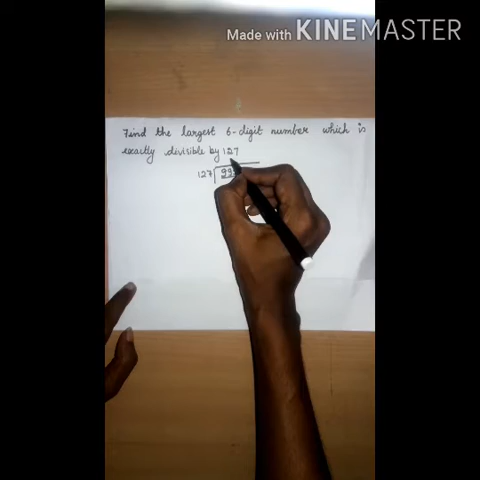 Made with KINEMASTER
Find the largest 6-digit number which is
exactly divisible by 127
127